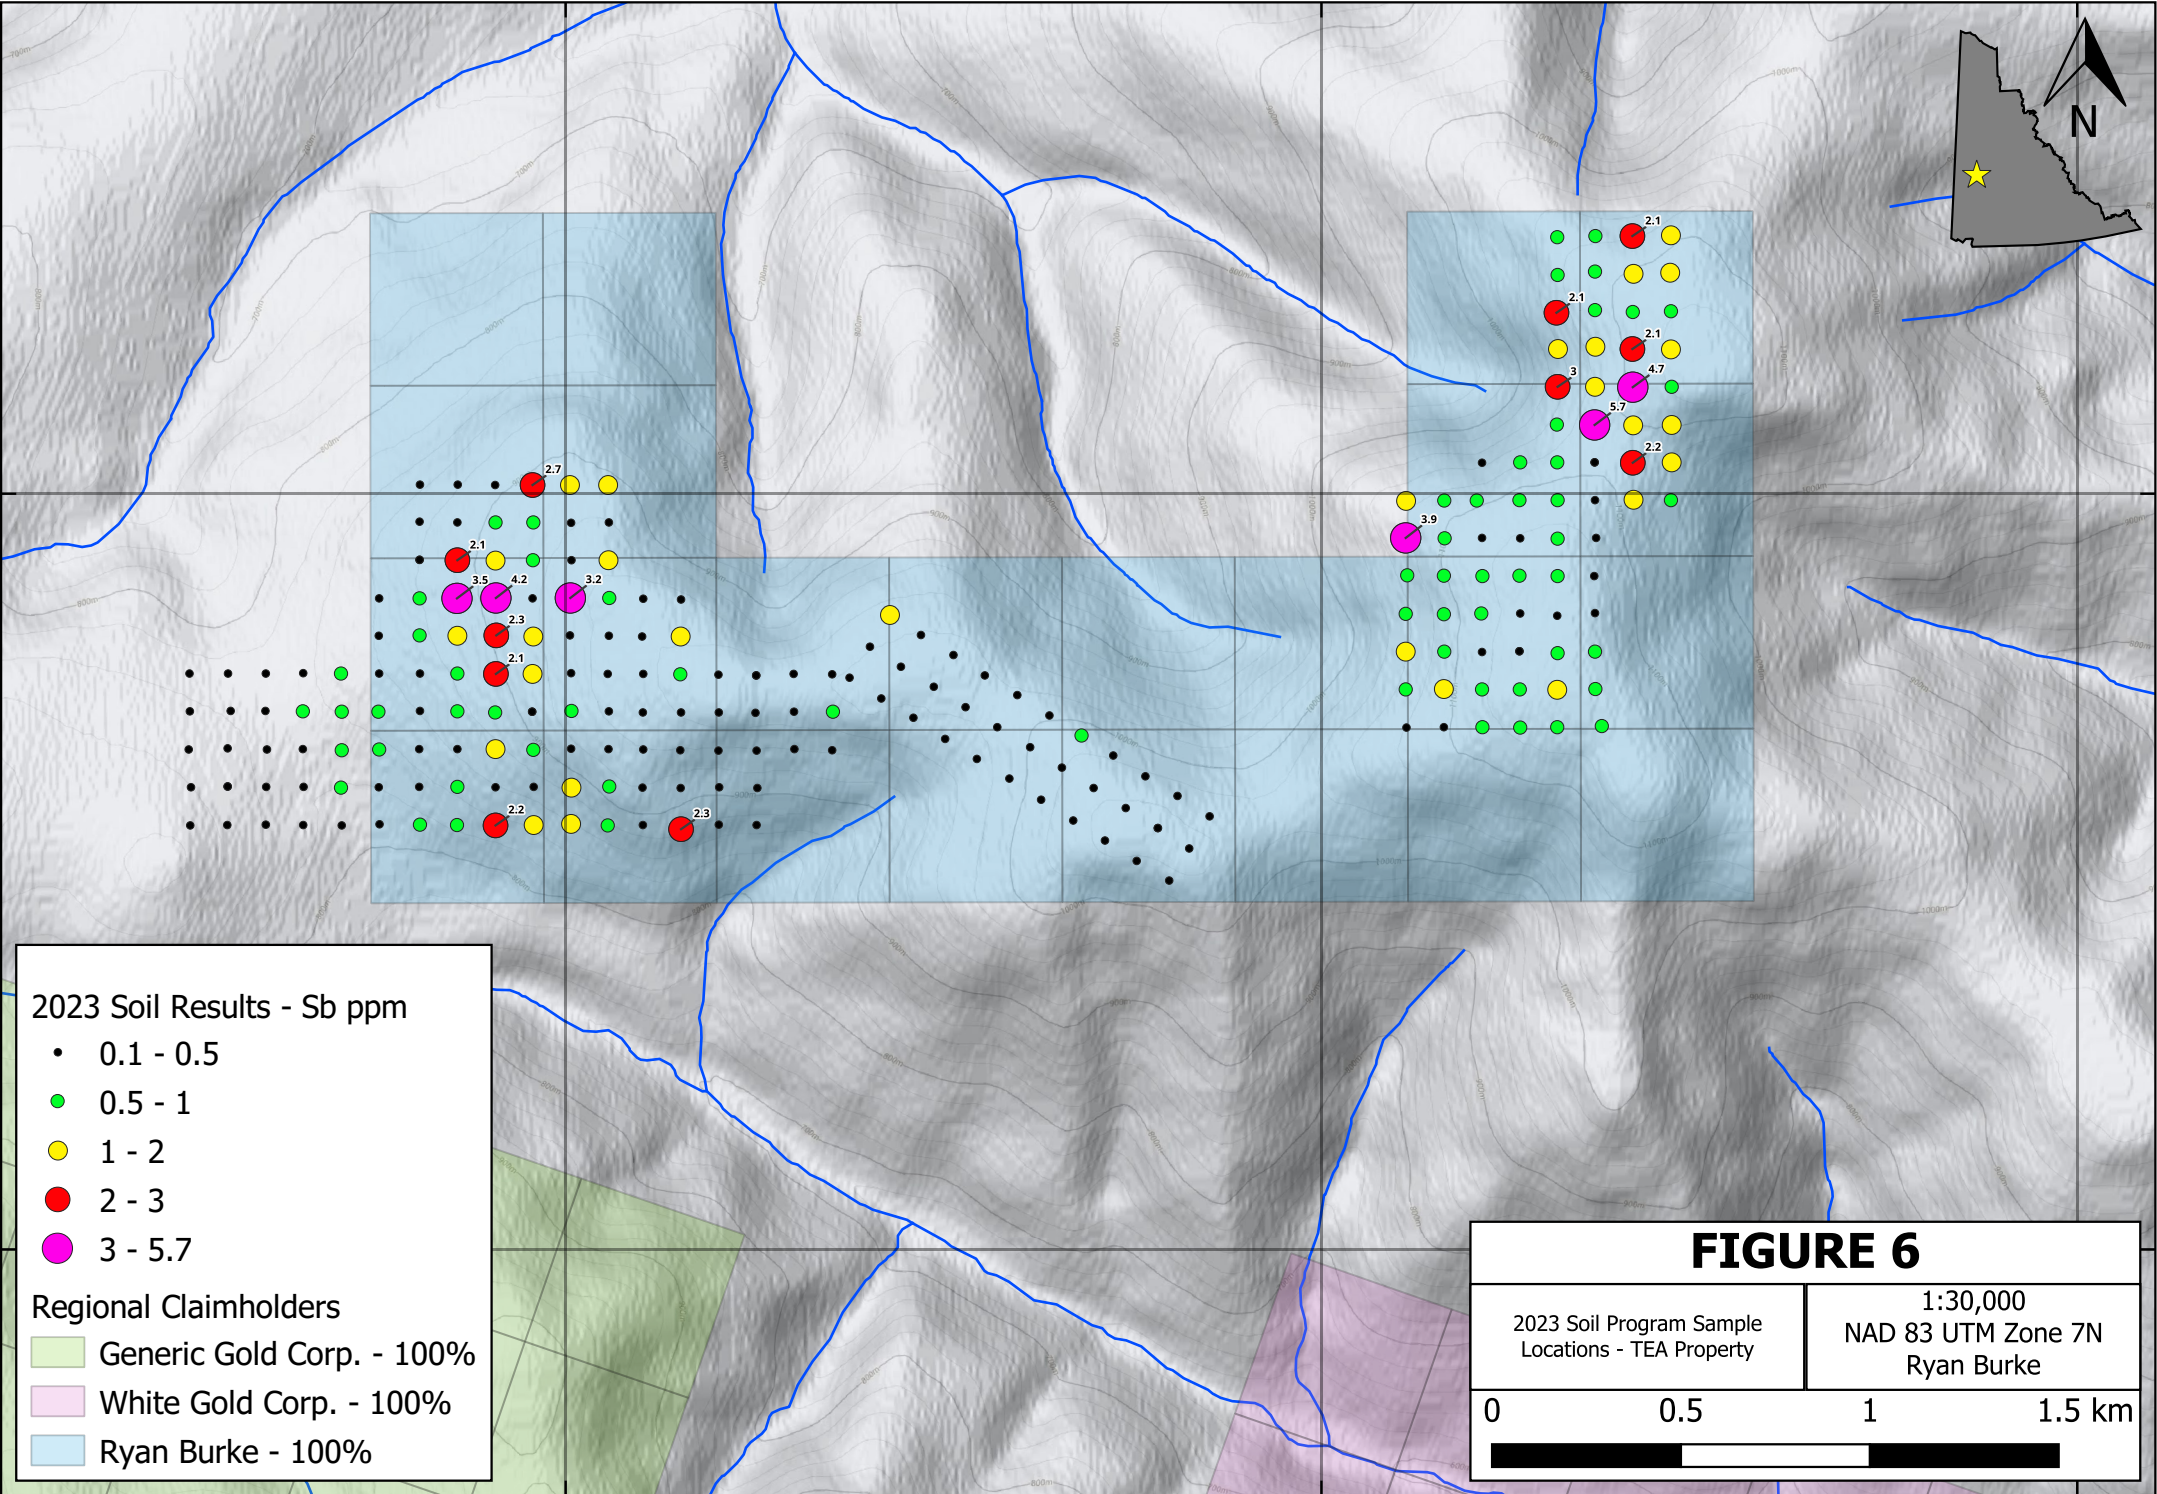 N
2.1
2.1
2.1
3
4.7
5.7
2.2
2.7
3.9
2.1
3.5
4.2
3.2
2.3
2.1
2.2
2.3
2023 Soil Results - Sb ppm
0.1 - 0.5
0.5 - 1
1 - 2
2 - 3
3 - 5.7
Regional Claimholders
Generic Gold Corp. - 100%
White Gold Corp. - 100%
Ryan Burke - 100%
FIGURE 6
2023 Soil Program Sample
Locations - TEA Property
1:30,000
NAD 83 UTM Zone 7N
Ryan Burke
0 0.5 1 1.5 km